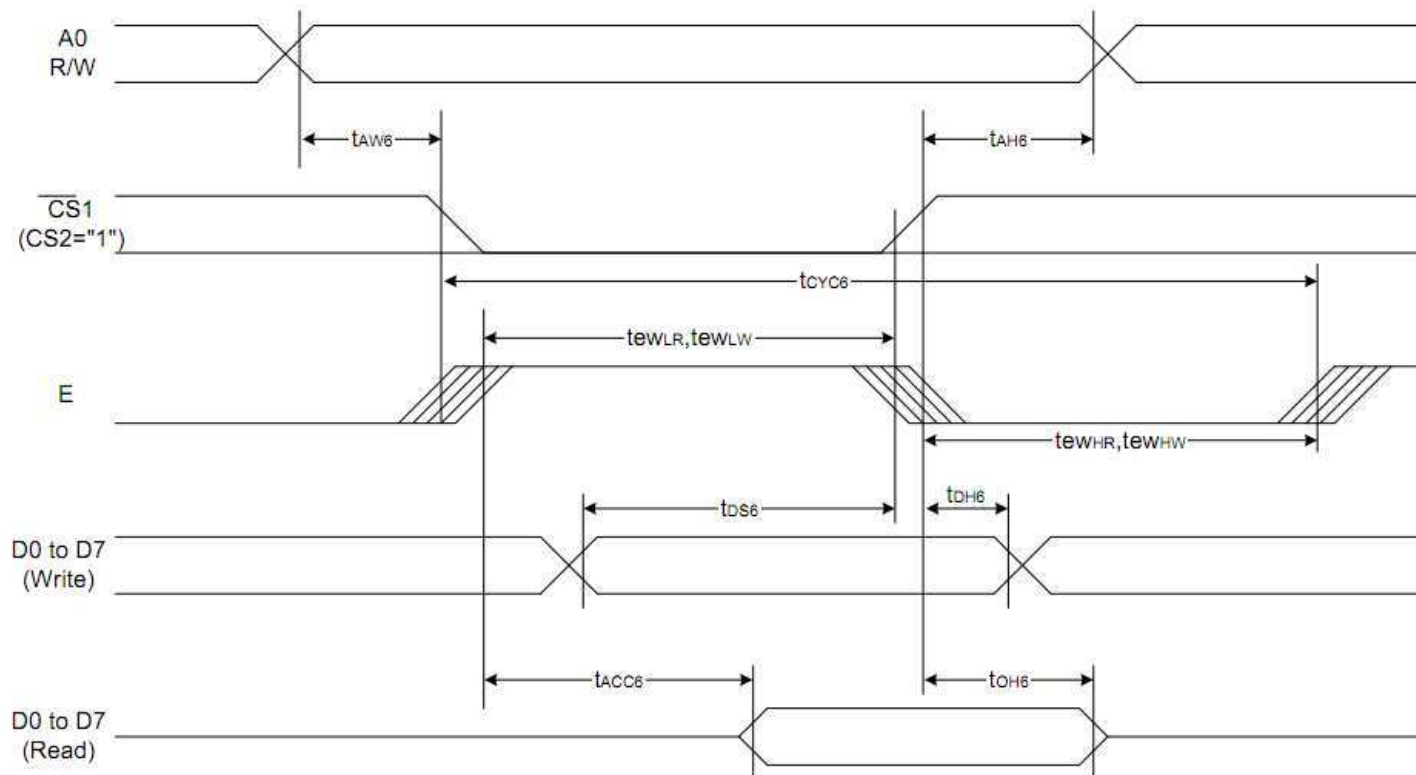 A0
R/W
tAW6
tAH6
CS1
(CS2="1")
tCYC6
tewLR,tewLW
E
tewHR,tewHW
tDS6
tDH6
D0 to D7
(Write)
tACC6
tOH6
D0 to D7
(Read)